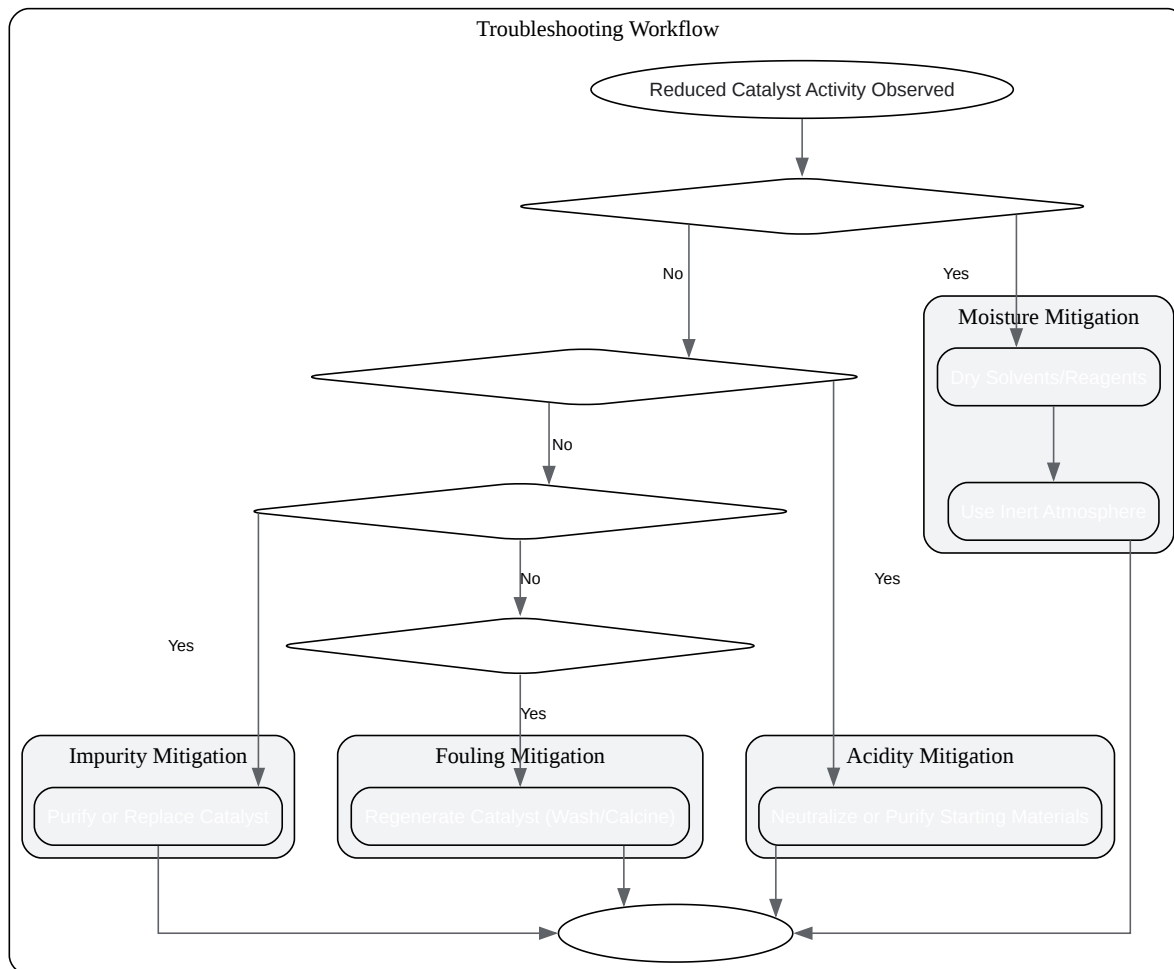 Troubleshooting Workflow
Reduced Catalyst Activity Observed
No
Yes
Moisture Mitigation
Dry Solvents/Reagents
No
Use Inert Atmosphere
No
Yes
Yes
Yes
Impurity Mitigation
Fouling Mitigation
Acidity Mitigation
Purify or Replace Catalyst
Regenerate Catalyst (Wash/Calcine)
Neutralize or Purify Starting Materials